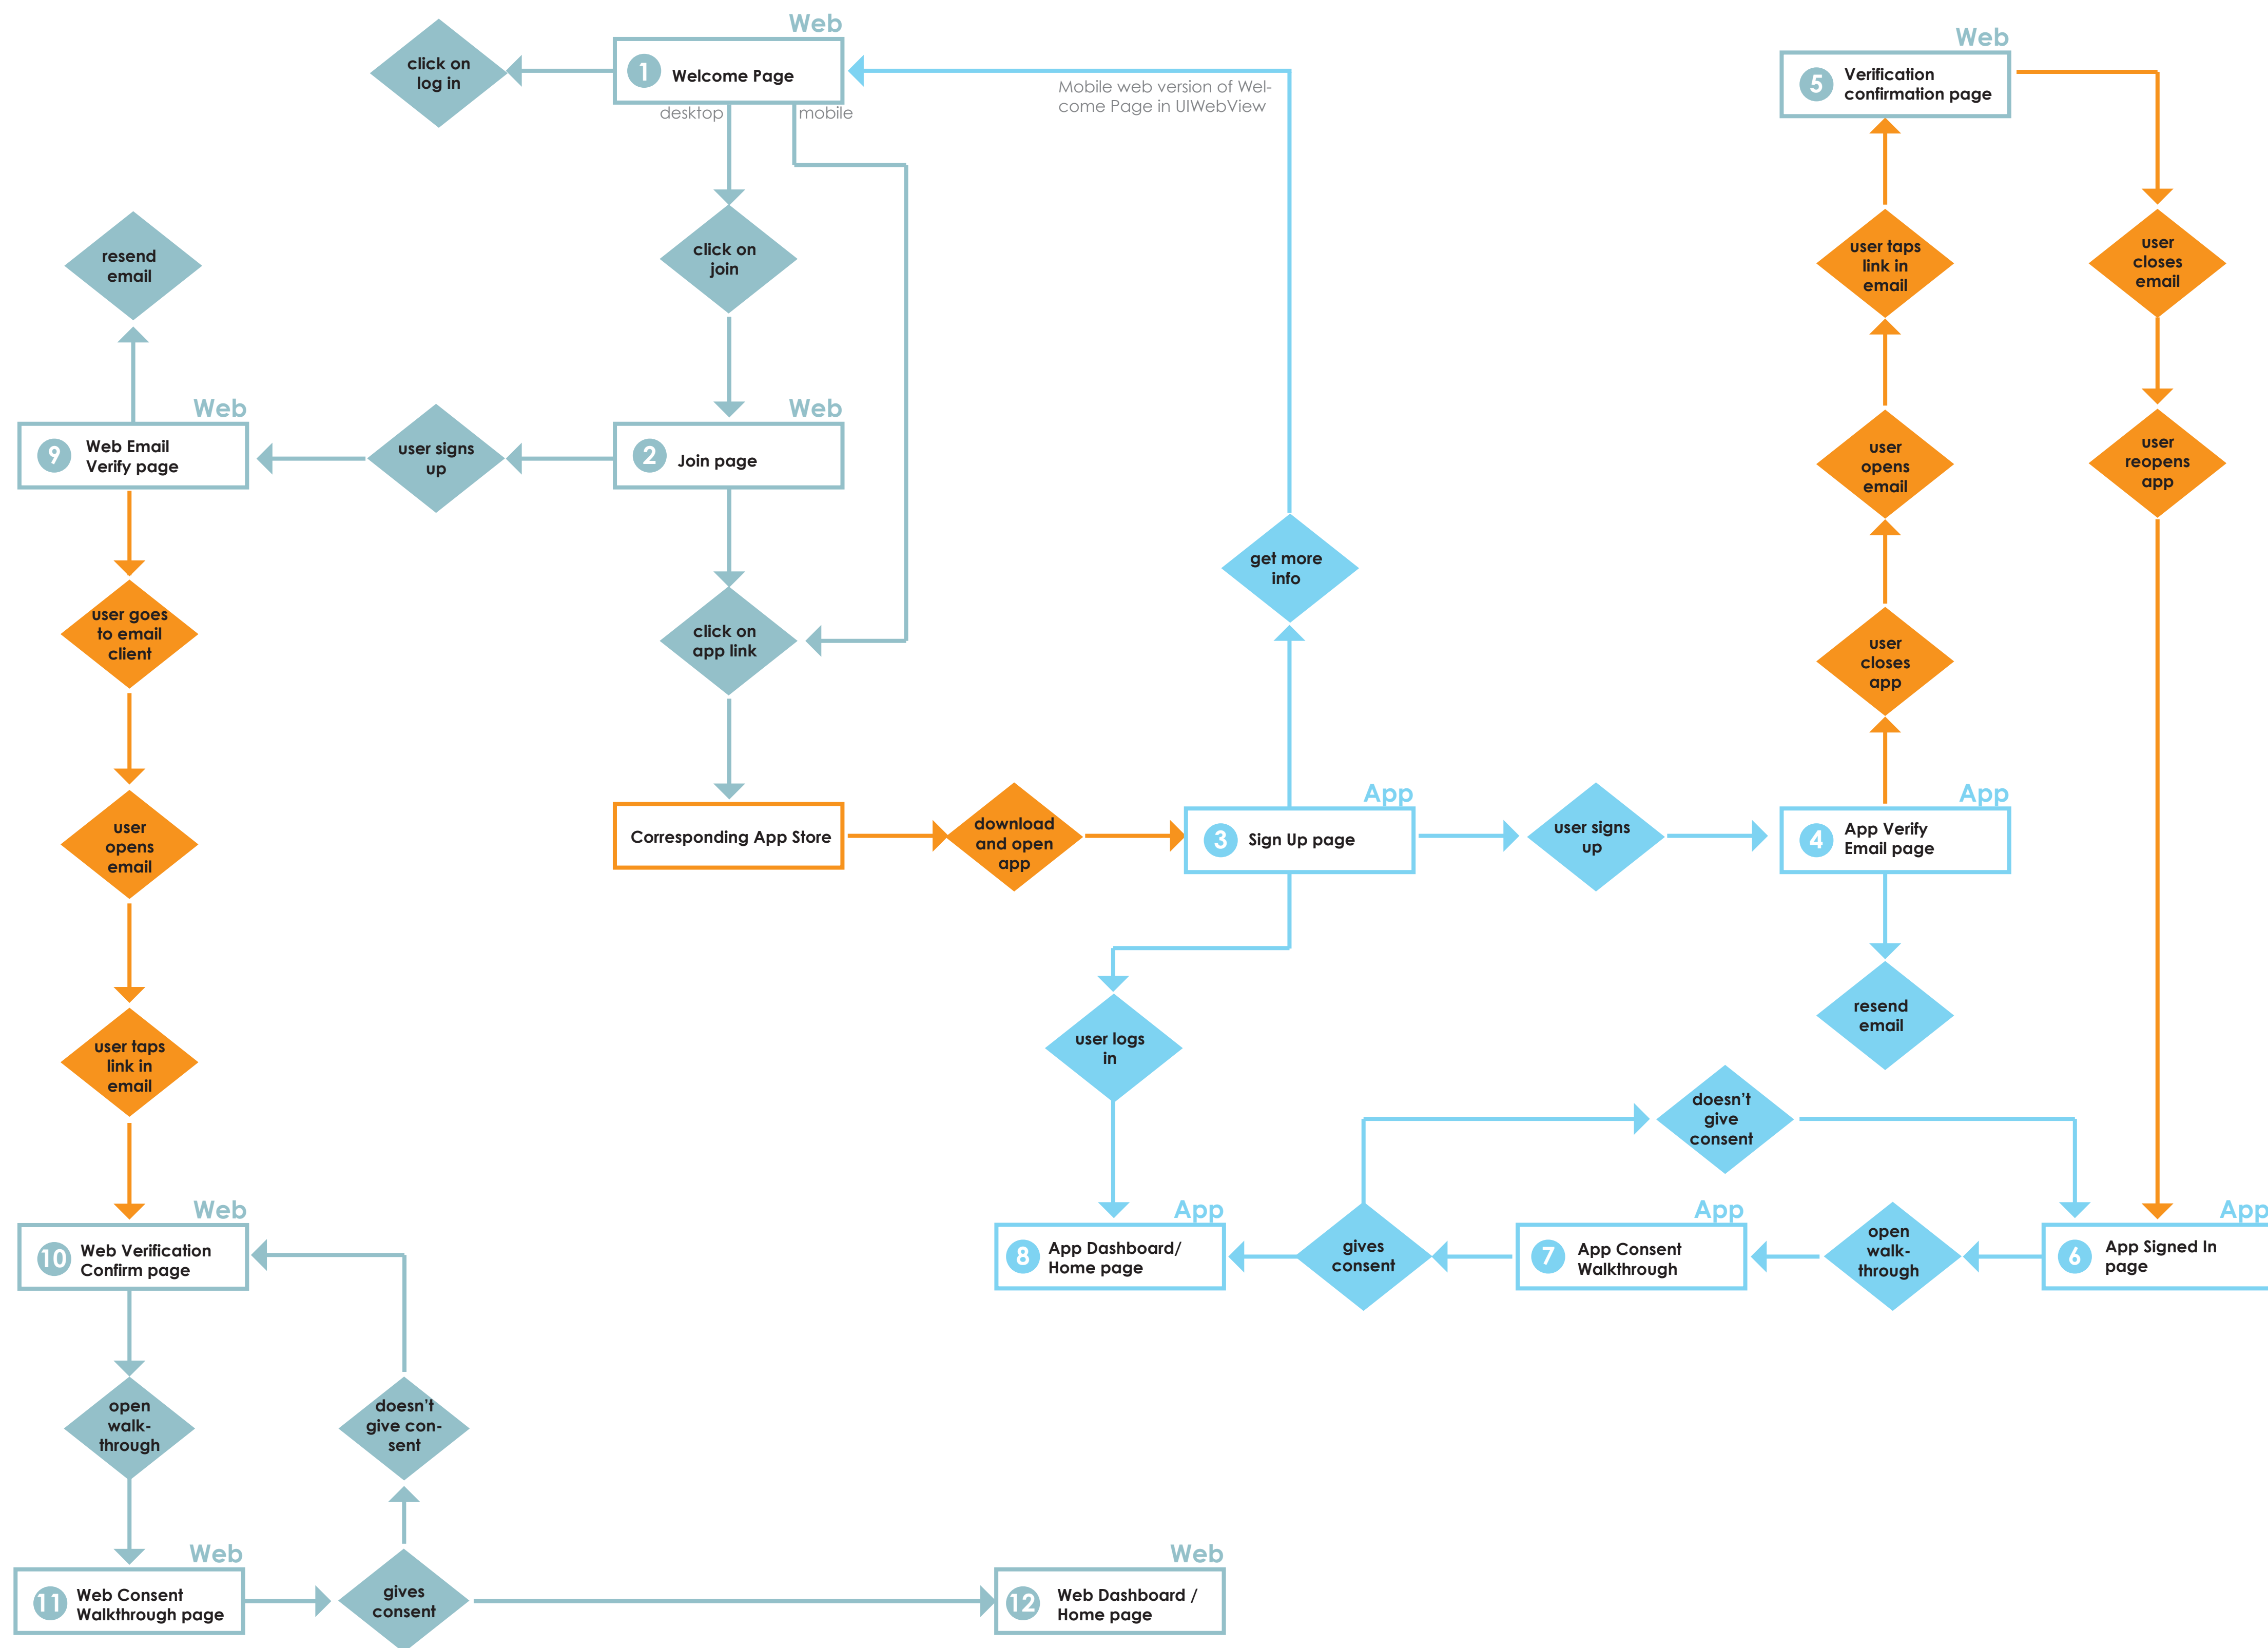 Web
Web
click on
log in
1
Welcome Page
Mobile web version of Wel-
come Page in UIWebView
5
Verification
confirmation page
desktop
mobile
resend
email
click on
join
user taps
link in
email
user
closes
email
Web
Web
9
Web Email
Verify page
user signs
up
2
Join page
user
opens
email
user
reopens
app
get more
info
user goes
to email
client
click on
app link
user
closes
app
App
App
user
opens
email
Corresponding App Store
download
and open
app
3
Sign Up page
user signs
up
4
App Verify
Email page
user taps
link in
email
user logs
in
resend
email
doesn't
give
consent
Web
App
App
App
10
Web Verification
Confirm page
8
App Dashboard/
Home page
gives
consent
7
App Consent
Walkthrough
open
walk-
through
6
App Signed In
page
open
walk-
through
doesn't
give con-
sent
Web
Web
11
Web Consent
Walkthrough page
gives
consent
12
Web Dashboard /
Home page